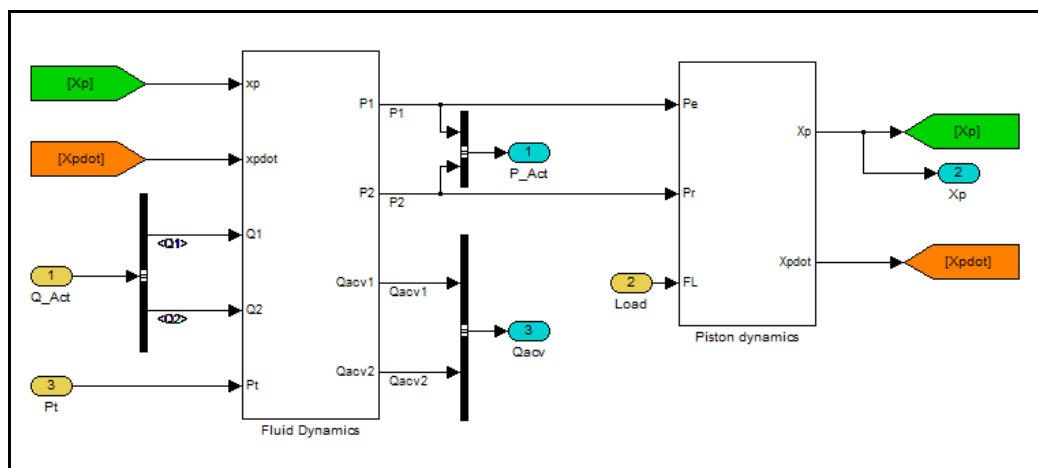 [Xp]
xp
[Xpdot]
xpdot
<Q1>
Q1
1
Q_Act
<Q2>
Q2
3
Pt
Pt
P1
P1
P2
P2
Qacv1
Qacv1
Qacv2
Qacv2
Fluid Dynamics
1
P_Act
3
Qacv
Pe
Pr
2
Load
FL
Xp
Xpdot
Piston dynamics
[Xp]
2
Xp
[Xpdot]